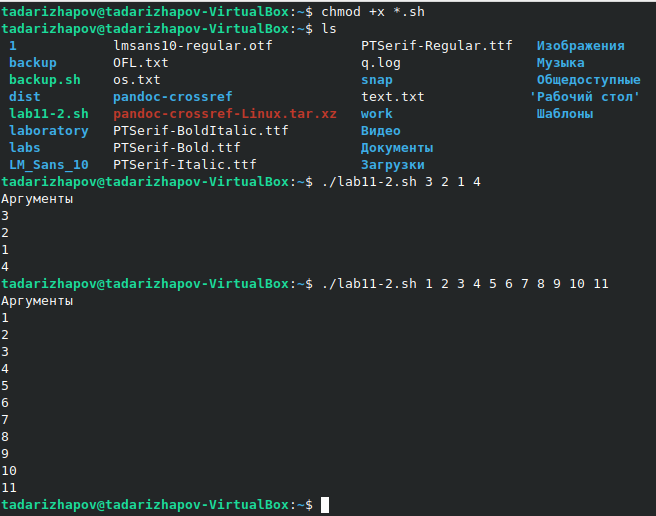 tadarizhapov@tadarizhapov-VirtualBox:~$ chmod +x *.sh
tadarizhapov@tadarizhapov-VirtualBox:~$ ls
1 lmsans10-regular.otf PTSerif-Regular.ttf Изображения
backup OFL.txt q.log Музыка
backup.sh os.txt snap Общедоступные
dist pandoc-crossref text.txt 'Рабочий стол'
lab11-2.sh pandoc-crossref-Linux.tar.xz work Шаблоны
laboratory PTSerif-BoldItalic.ttf Видео
labs PTSerif-Bold.ttf Документы
LM_Sans_10 PTSerif-Italic.ttf Загрузки
tadarizhapov@tadarizhapov-VirtualBox:~$ ./lab11-2.sh 3 2 1 4
Аргументы
3
2
1
4
tadarizhapov@tadarizhapov-VirtualBox:~$ ./lab11-2.sh 1 2 3 4 5 6 7 8 9 10 11
Аргументы
1
2
3
4
5
6
7
8
9
10
11
tadarizhapov@tadarizhapov-VirtualBox:~$